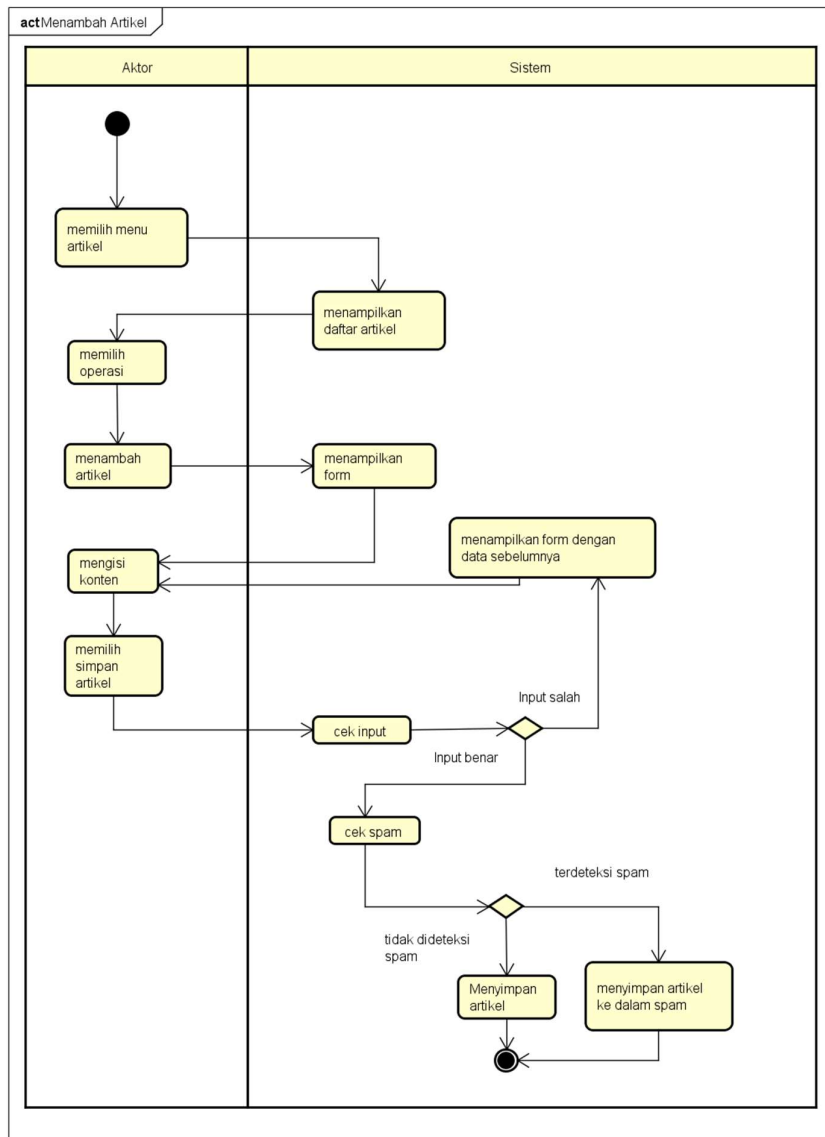 act Menambah Artikel
Aktor
Sistem
memilih menu
artikel
menampilkan
daftar artikel
memilih
operasi
menambah
artikel
menampilkan
form
menampilkan form dengan
data sebelumnya
mengisi
konten
memilih
simpan
artikel
Input salah
cek input
Input benar
cek spam
terdeteksi spam
tidak dideteksi
spam
Menyimpan
artikel
menyimpan artikel
ke dalam spam